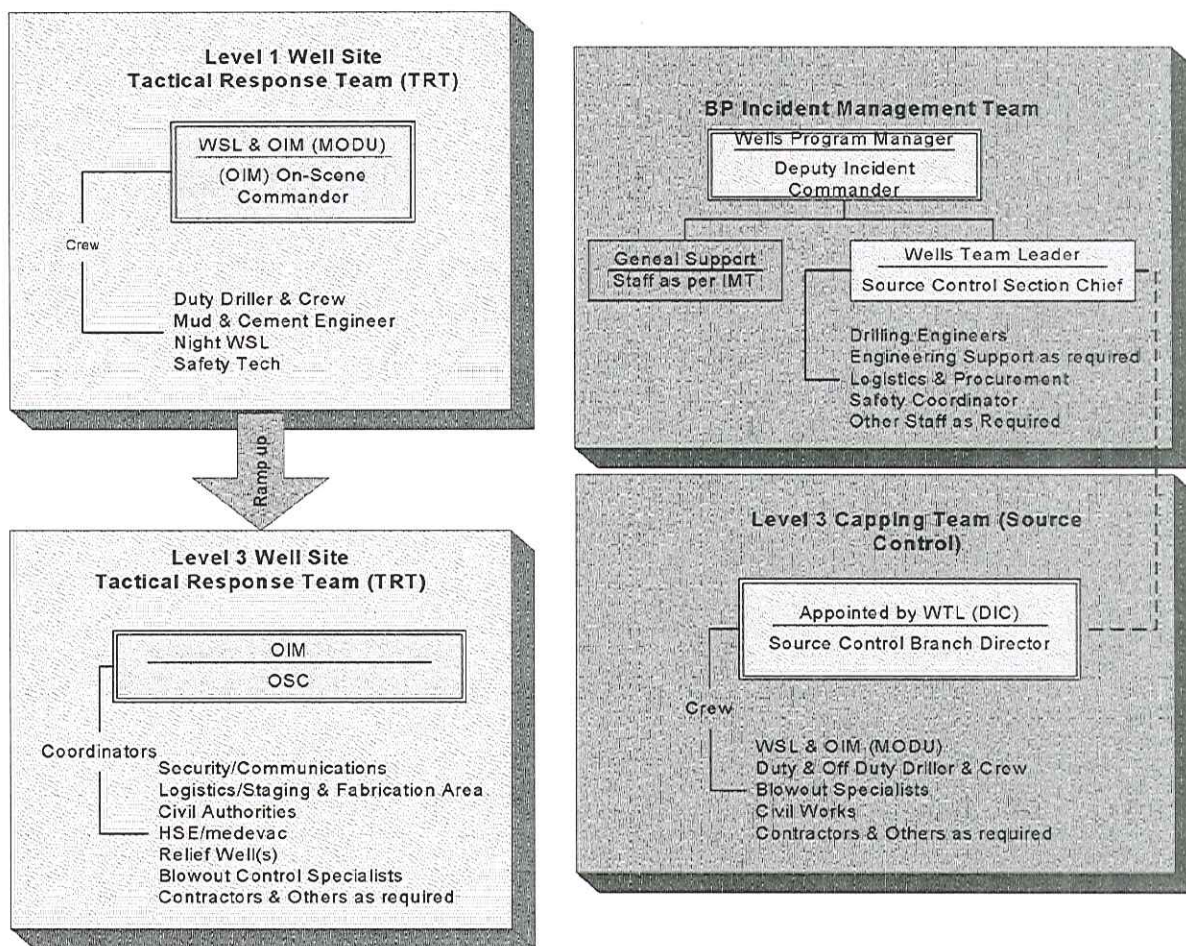 Level 1 Well Site
Tactical Response Team (TRT)
WSL & OIM (MODU)
(OIM) On-Scene
Commander
Crew
Duty Driller & Crew
Mud & Cement Engineer
Night WSL
Safety Tech
Ramp up
Level 3 Well Site
Tactical Response Team (TRT)
OIM
OSC
Coordinators
Security/Communications
Logistics/Staging & Fabrication Area
Civil Authorities
HSE/medevac
Relief Well(s)
Blowout Control Specialists
Contractors & Others as required
BP Incident Management Team
Wells Program Manager
Deputy Incident
Commander
Geneal Support
Staff as per IMT
Wells Team Leader
Source Control Section Chief
Drilling Engineers
Engineering Support as required
Logistics & Procurement
Safety Coordinator
Other Staff as Required
Level 3 Capping Team (Source
Control)
Appointed by WTL (DIC)
Source Control Branch Director
Crew
WSL & OIM (MODU)
Duty & Off Duty Driller & Crew
Blowout Specialists
Civil Works
Contractors & Others as required